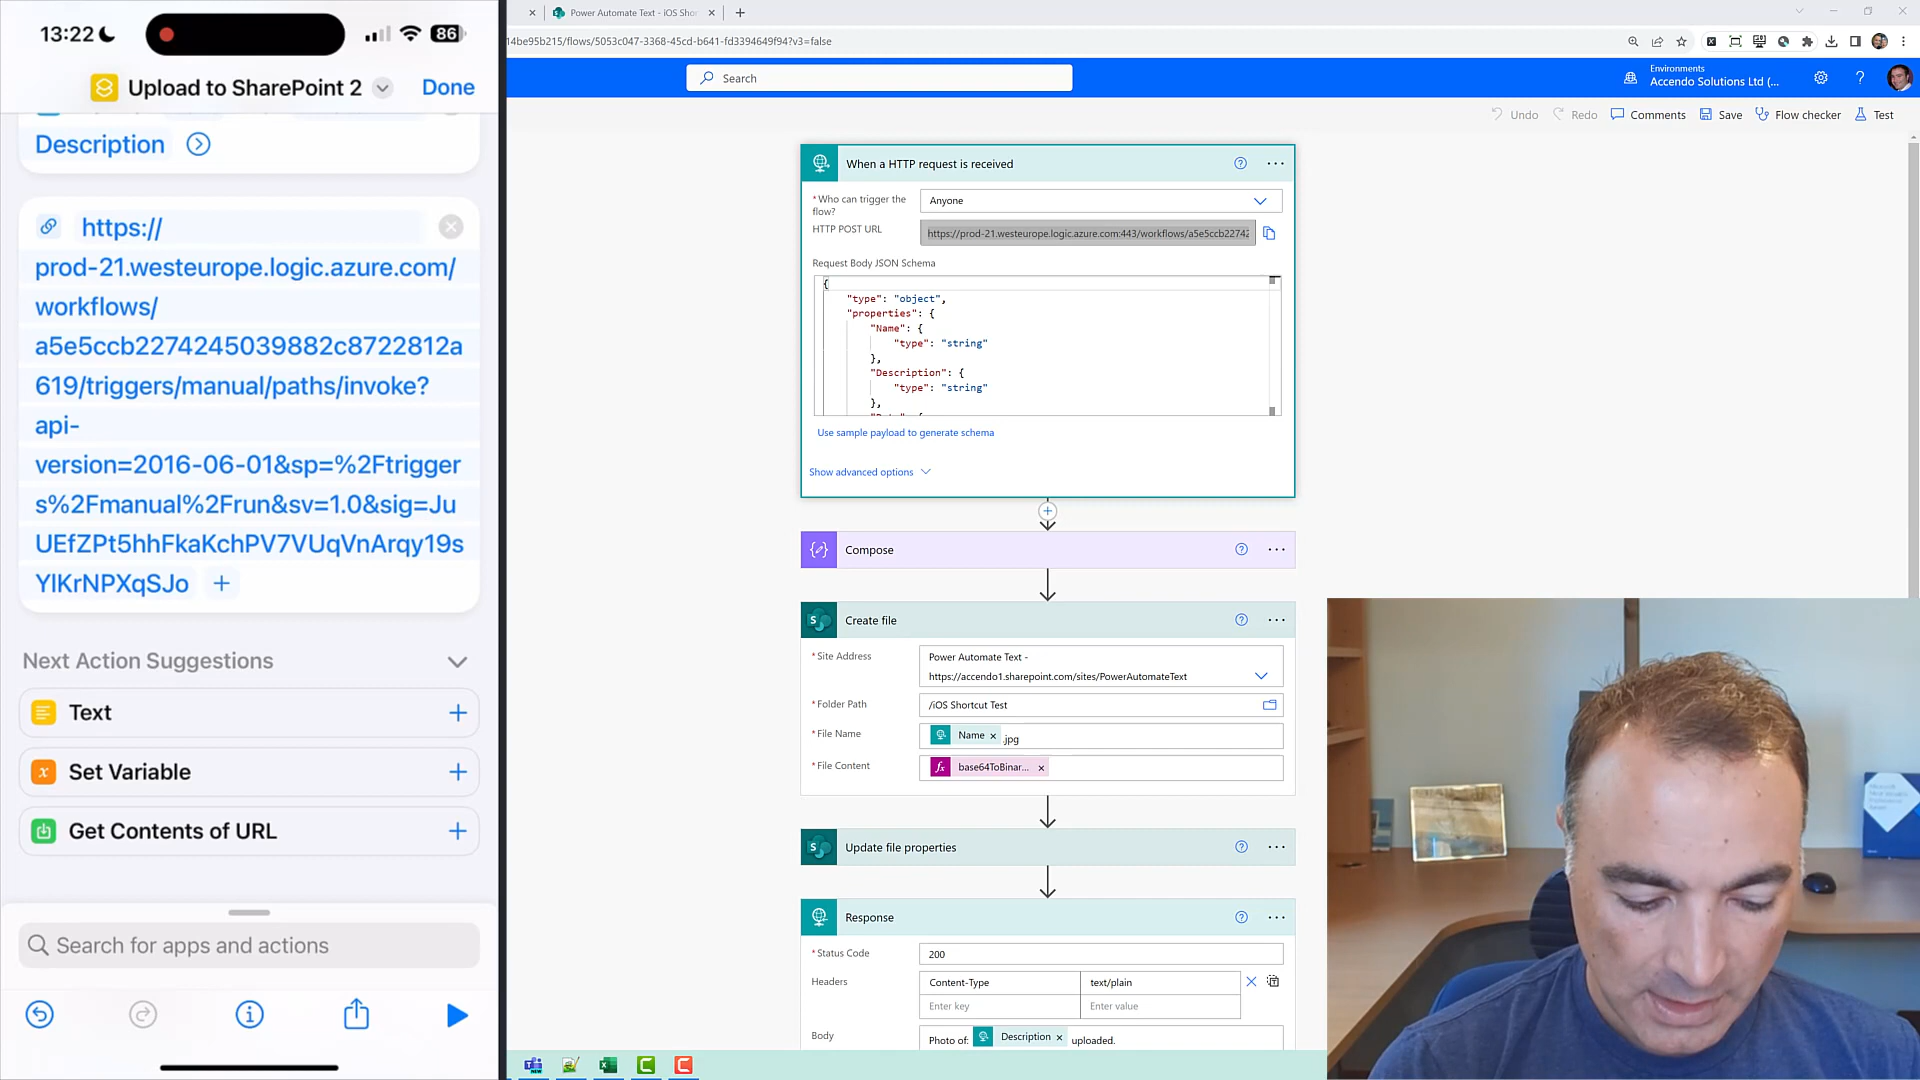 13:22
86
Upload to SharePoint 2
Done
Description
https://
prod-21.westeurope.logic.azure.com/
workflows/
a5e5ccb2274245039882c8722812a
619/triggers/manual/paths/invoke?
api-
version=2016-06-01&sp=%2Ftrigger
s%2Fmanual%2Frun&sv=1.0&sig=Ju
UEfZPt5hhFkaKchPV7VUqVnArqy19s
YlKrNPXqSJo
Next Action Suggestions
Text
Set Variable
Get Contents of URL
Search for apps and actions
Power Automate Text - iOS Shor
14be95b215/flows/5053c047-3368-45cd-b641-fd3394649f94?v3=false
Search
Environments
Accendo Solutions Ltd (...
Undo
Redo
Comments
Save
Flow checker
Test
When a HTTP request is received
* Who can trigger the flow?
Anyone
HTTP POST URL
https://prod-21.westeurope.logic.azure.com:443/workflows/a5e5ccb22742
Request Body JSON Schema
{
"type": "object",
"properties": {
"Name": {
"type": "string"
},
"Description": {
"type": "string"
},
Use sample payload to generate schema
Show advanced options
Compose
Create file
* Site Address
Power Automate Text -
https://accendo1.sharepoint.com/sites/PowerAutomateText
* Folder Path
/iOS Shortcut Test
* File Name
Name
.jpg
* File Content
base64ToBinar...
Update file properties
Response
* Status Code
200
Headers
Content-Type
text/plain
Enter key
Enter value
Body
Photo of:
Description
uploaded.